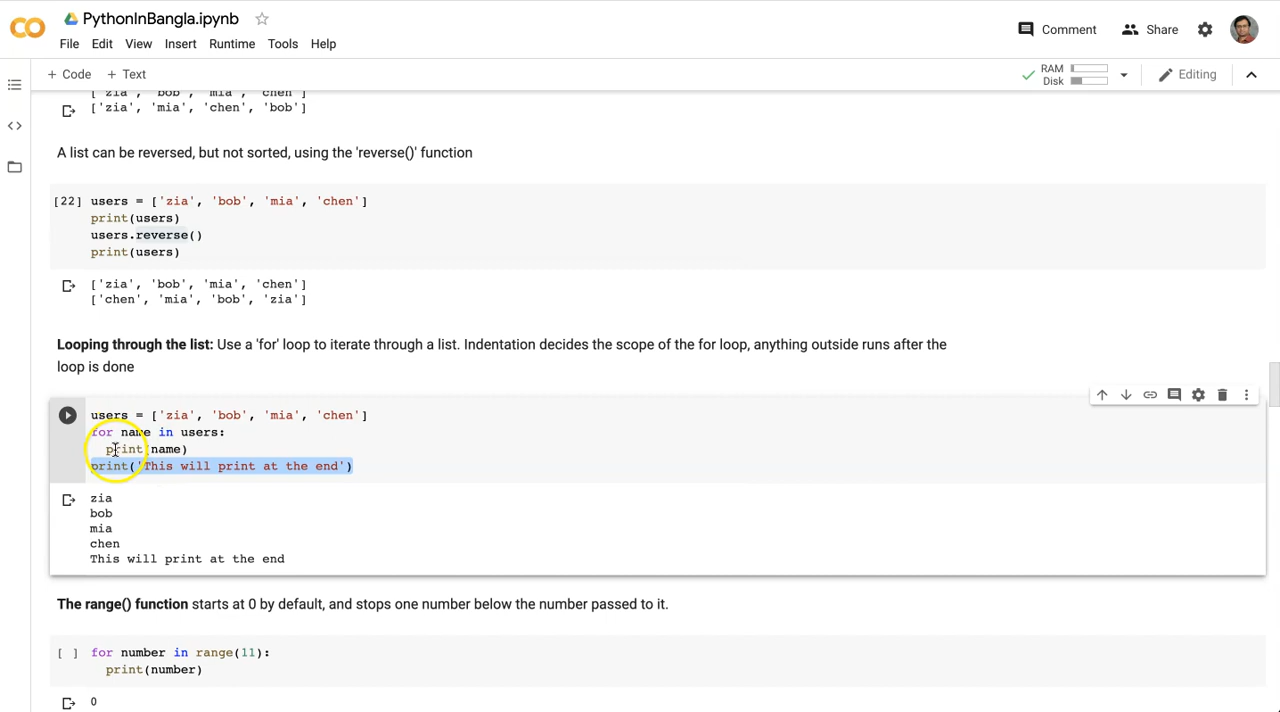 PythonInBangla.ipynb
Comment
Share
File Edit View Insert Runtime Tools Help
+ Code + Text
RAM
Disk
Editing
['zia', 'bob', 'mia', 'chen']
['zia', 'mia', 'chen', 'bob']
A list can be reversed, but not sorted, using the 'reverse()' function
[22] users = ['zia', 'bob', 'mia', 'chen']
print(users)
users.reverse()
print(users)
['zia', 'bob', 'mia', 'chen']
['chen', 'mia', 'bob', 'zia']
Looping through the list: Use a 'for' loop to iterate through a list. Indentation decides the scope of the for loop, anything outside runs after the
loop is done
users = ['zia', 'bob', 'mia', 'chen']
for name in users:
print(name)
print('This will print at the end')
zia
bob
mia
chen
This will print at the end
The range() function starts at 0 by default, and stops one number below the number passed to it.
[ ] for number in range(11):
print(number)
0